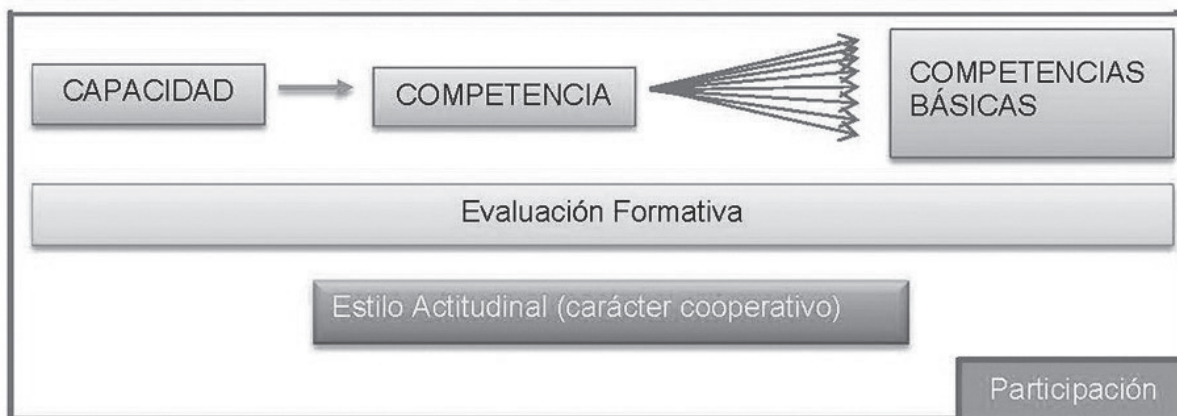 CAPACIDAD
COMPETENCIA
COMPETENCIAS
BÁSICAS
Evaluación Formativa
Estilo Actitudinal (carácter cooperativo)
Participación